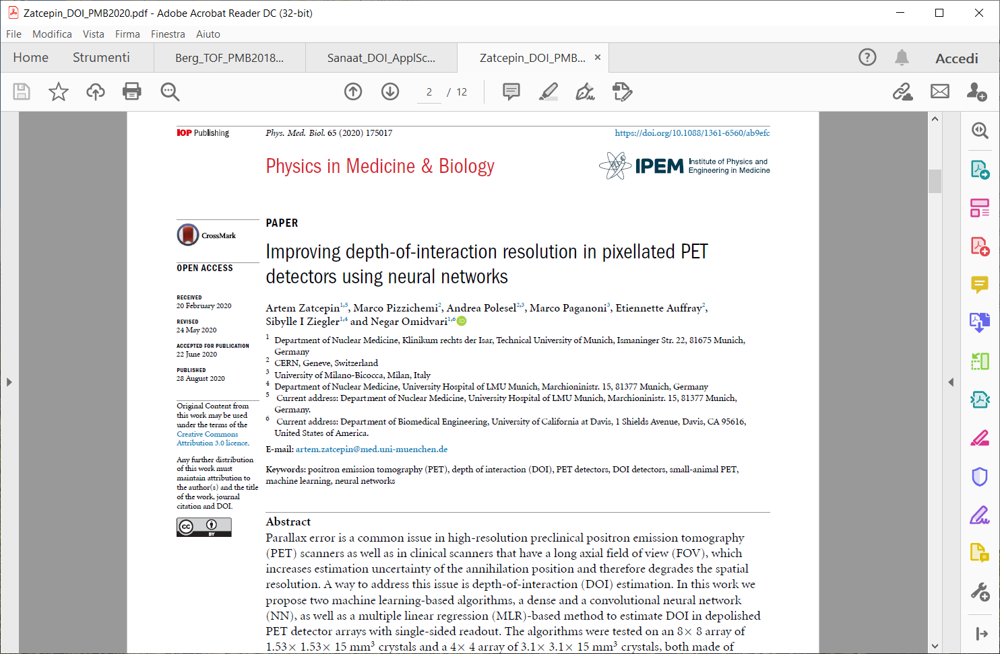 Zatcepin_DOI_PMB2020.pdf - Adobe Acrobat Reader DC (32-bit)
File Modifica Vista Firma Finestra Aiuto
Home Strumenti Berg_TOF_PMB2018... Sanaat_DOI_ApplSc... Zatcepin_DOI_PMB... × Accedi
2 / 12
IOP Publishing Phys. Med. Biol. 65 (2020) 175017 https://doi.org/10.1088/1361-6560/ab9efc
Physics in Medicine & Biology
IPEM Institute of Physics and
Engineering in Medicine
CrossMark
OPEN ACCESS
RECEIVED
20 February 2020
REVISED
24 May 2020
ACCEPTED FOR PUBLICATION
22 June 2020
PUBLISHED
28 August 2020
Original Content from
this work may be used
under the terms of the
Creative Commons
Attribution 3.0 licence.
Any further distribution
of this work must
maintain attribution to
the author(s) and the title
of the work, journal
citation and DOI.
cc BY
PAPER
Improving depth-of-interaction resolution in pixellated PET
detectors using neural networks
Artem Zatcepin1,5, Marco Pizzichemi2, Andrea Polesel2,3, Marco Paganoni3, Etiennette Auffray2,
Sibylle I Ziegler1,4 and Negar Omidvari1,6 iD
1 Department of Nuclear Medicine, Klinikum rechts der Isar, Technical University of Munich, Ismaninger Str. 22, 81675 Munich,
Germany
2 CERN, Geneve, Switzerland
3 University of Milano-Bicocca, Milan, Italy
4 Department of Nuclear Medicine, University Hospital of LMU Munich, Marchioninistr. 15, 81377 Munich, Germany
5 Current address: Department of Nuclear Medicine, University Hospital of LMU Munich, Marchioninistr. 15, 81377 Munich,
Germany.
6 Current address: Department of Biomedical Engineering, University of California at Davis, 1 Shields Avenue, Davis, CA 95616,
United States of America.
E-mail: artem.zatcepin@med.uni-muenchen.de
Keywords: positron emission tomography (PET), depth of interaction (DOI), PET detectors, DOI detectors, small-animal PET,
machine learning, neural networks
Abstract
Parallax error is a common issue in high-resolution preclinical positron emission tomography
(PET) scanners as well as in clinical scanners that have a long axial field of view (FOV), which
increases estimation uncertainty of the annihilation position and therefore degrades the spatial
resolution. A way to address this issue is depth-of-interaction (DOI) estimation. In this work we
propose two machine learning-based algorithms, a dense and a convolutional neural network
(NN), as well as a multiple linear regression (MLR)-based method to estimate DOI in depolished
PET detector arrays with single-sided readout. The algorithms were tested on an 8× 8 array of
1.53× 1.53× 15 mm³ crystals and a 4× 4 array of 3.1× 3.1× 15 mm³ crystals, both made of